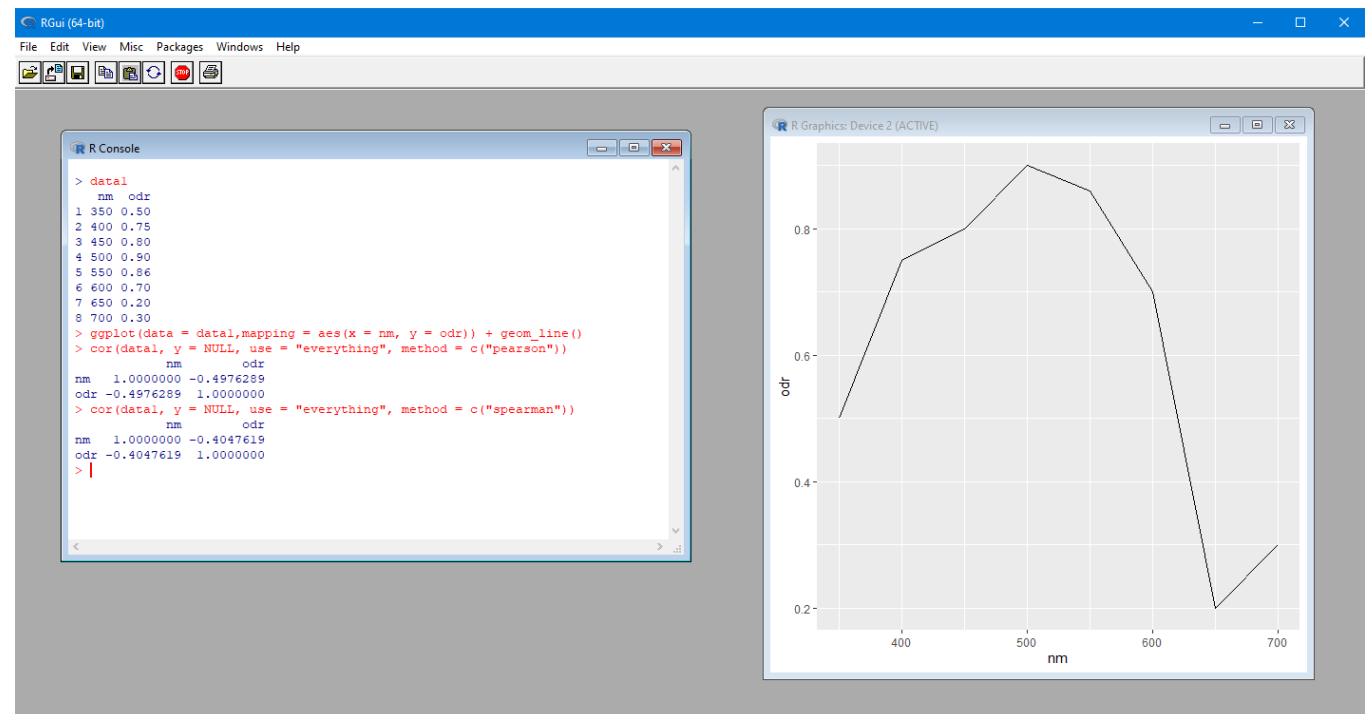 RGui (64-bit)
File Edit View Misc Packages Windows Help
STOP
R Console
> data1
   nm  odr
1 350 0.50
2 400 0.75
3 450 0.80
4 500 0.90
5 550 0.86
6 600 0.70
7 650 0.20
8 700 0.30
> ggplot(data = data1,mapping = aes(x = nm, y = odr)) + geom_line()
> cor(data1, y = NULL, use = "everything", method = c("pearson"))
            nm        odr
nm   1.0000000 -0.4976289
odr -0.4976289  1.0000000
> cor(data1, y = NULL, use = "everything", method = c("spearman"))
            nm        odr
nm   1.0000000 -0.4047619
odr -0.4047619  1.0000000
>
R Graphics: Device 2 (ACTIVE)
0.8
0.6
odr
0.4
0.2
400 500 600 700
nm